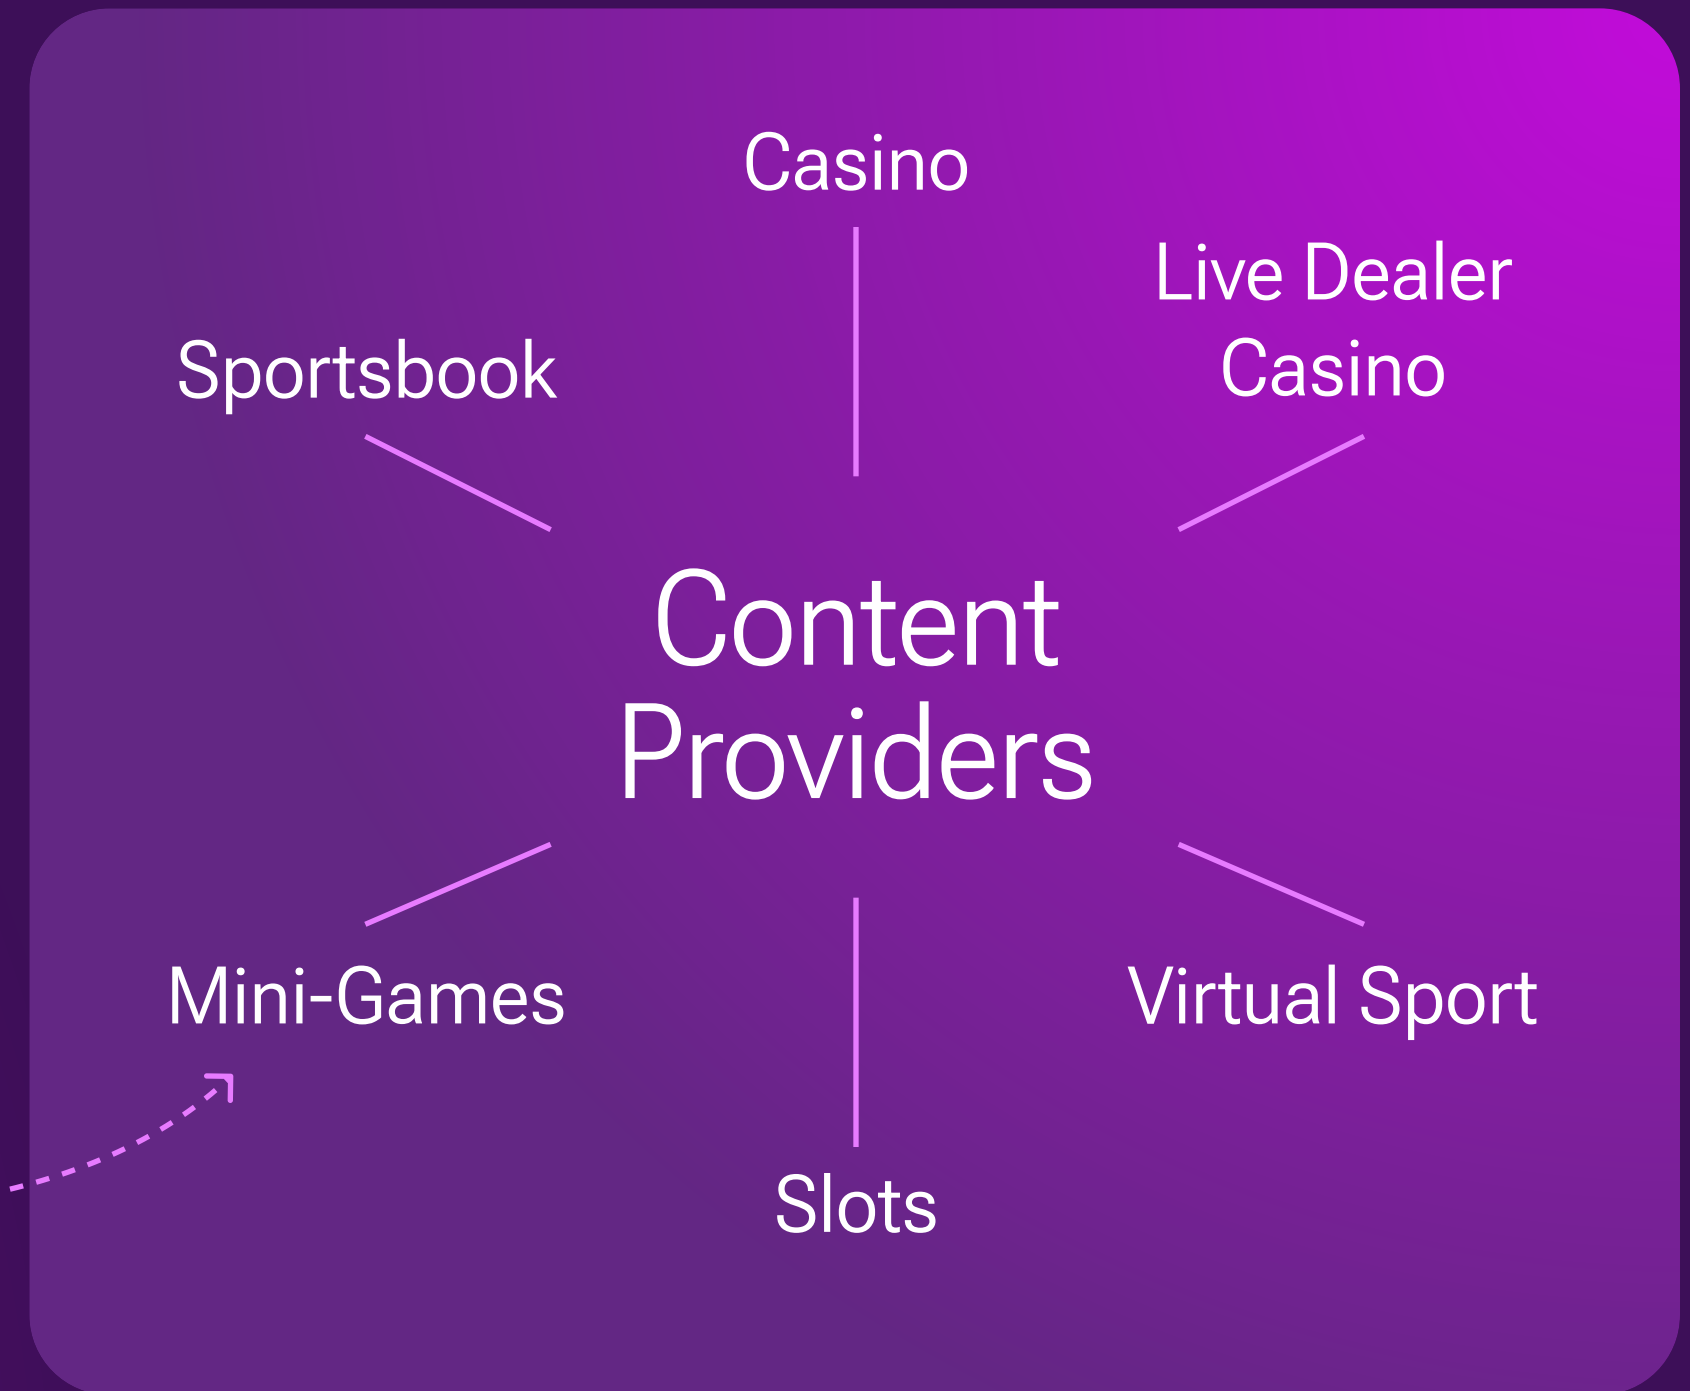 Casino
Live Dealer
Casino
Sportsbook
Content
Providers
Mini-Games
Virtual Sport
Slots